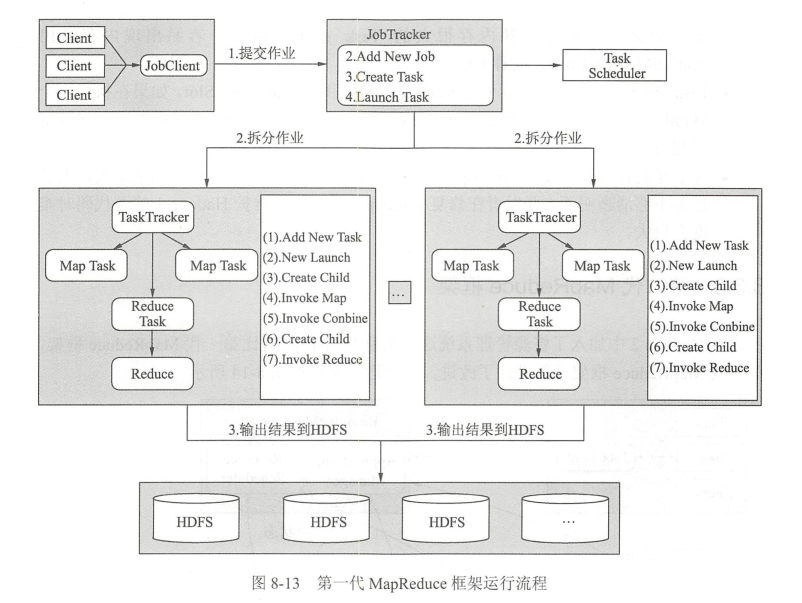 Client
Client
Client
JobClient
1.提交作业
JobTracker
2.Add New Job
3.Create Task
4.Launch Task
Task
Scheduler
2.拆分作业
2.拆分作业
TaskTracker
Map Task
Map Task
Reduce
Task
Reduce
(1).Add New Task
(2).New Launch
(3).Create Child
(4).Invoke Map
(5).Invoke Conbine
(6).Create Child
(7).Invoke Reduce
…
TaskTracker
Map Task
Map Task
Reduce
Task
Reduce
(1).Add New Task
(2).New Launch
(3).Create Child
(4).Invoke Map
(5).Invoke Conbine
(6).Create Child
(7).Invoke Reduce
3.输出结果到HDFS
3.输出结果到HDFS
HDFS
HDFS
HDFS
…
图 8-13 第一代 MapReduce 框架运行流程